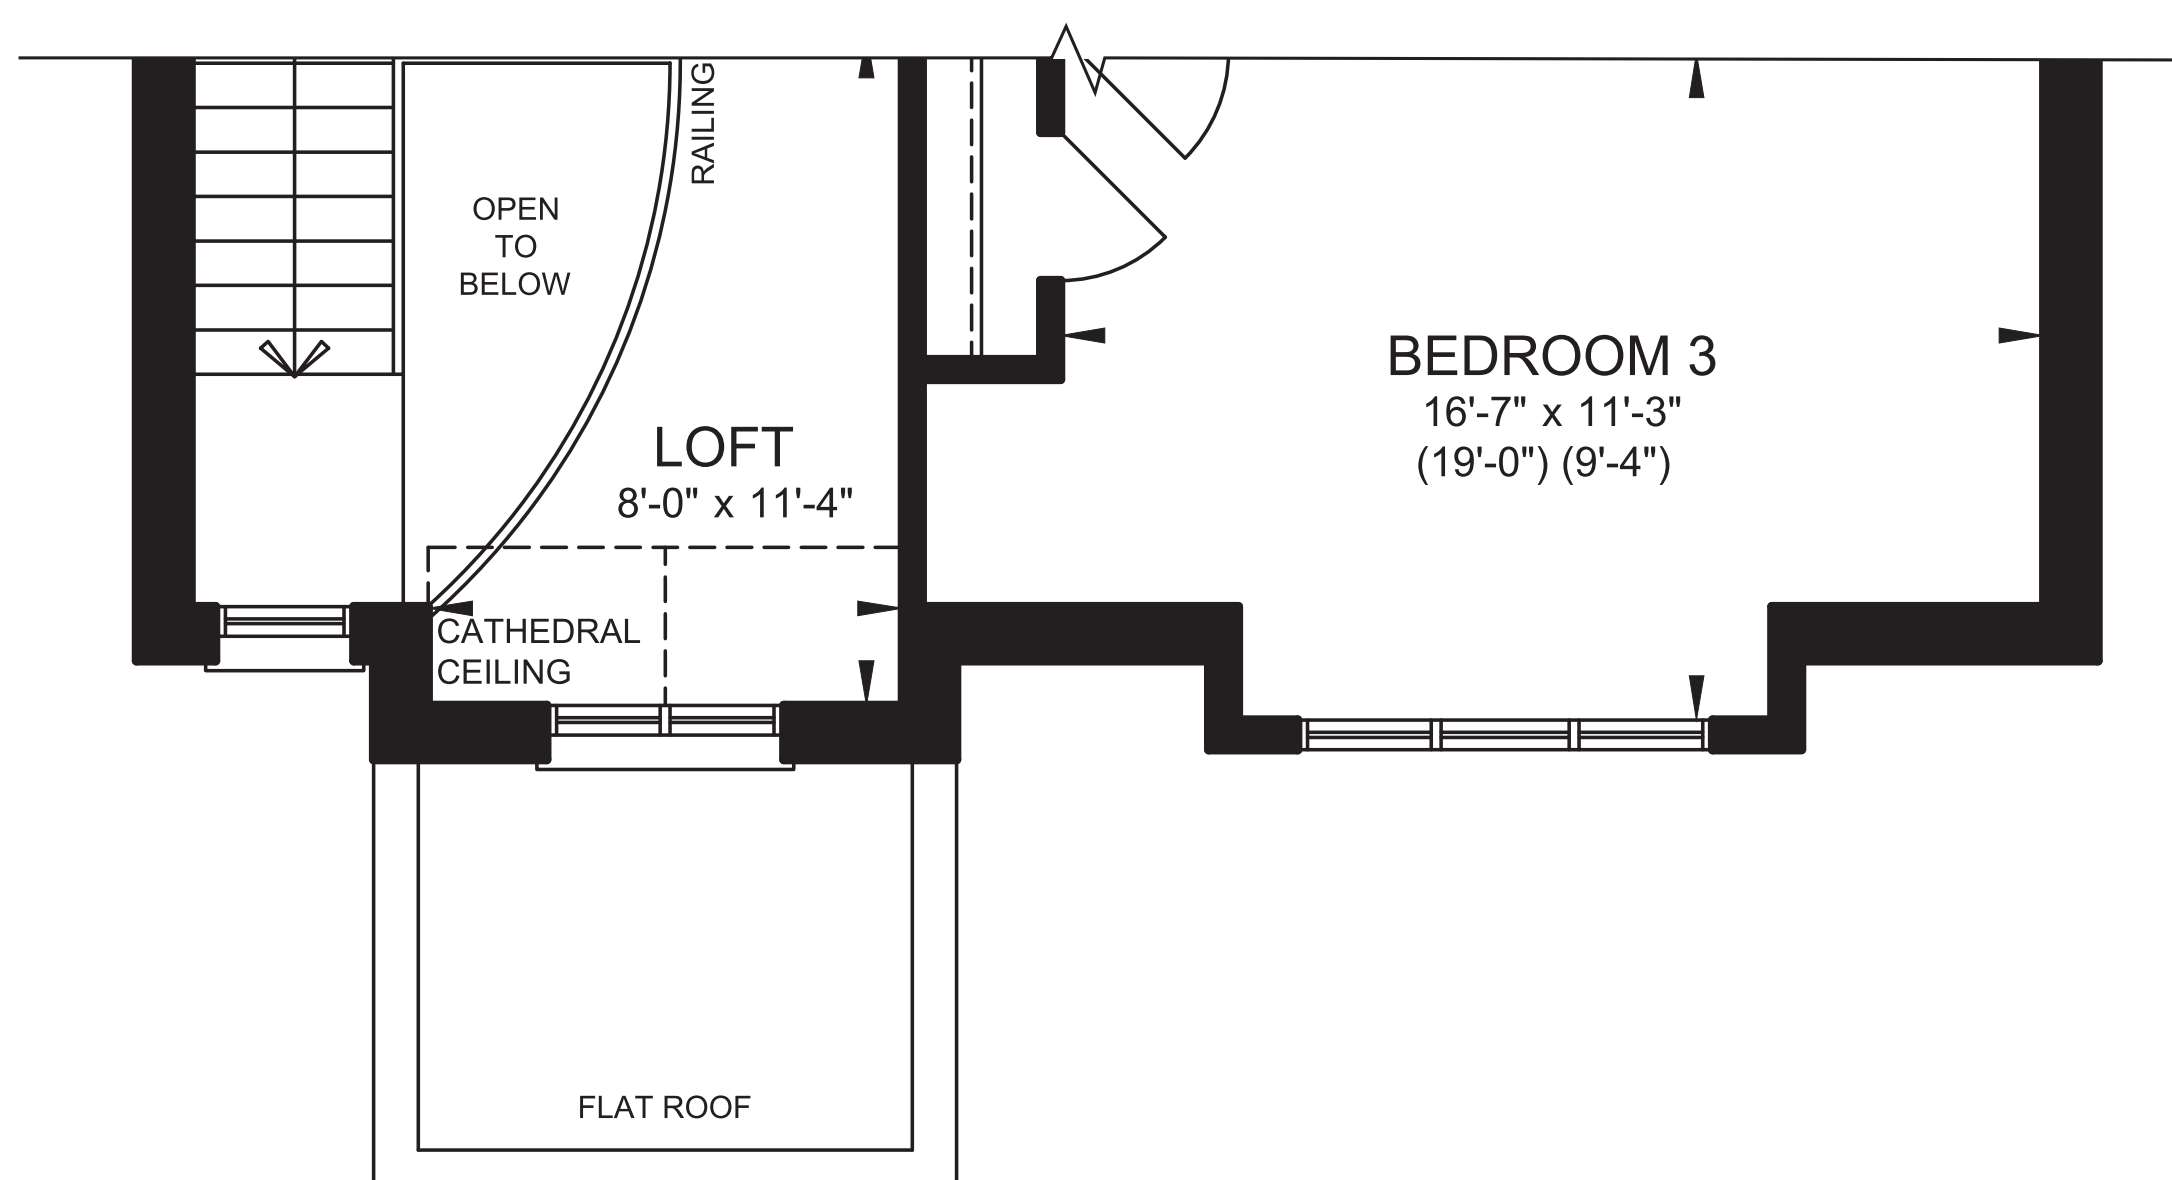 RAILING
OPEN
TO
BELOW
BEDROOM 3
16'-7" x 11'-3"
(19'-0") (9'-4")
LOFT
8'-0" x 11'-4"
CATHEDRAL
CEILING
FLAT ROOF